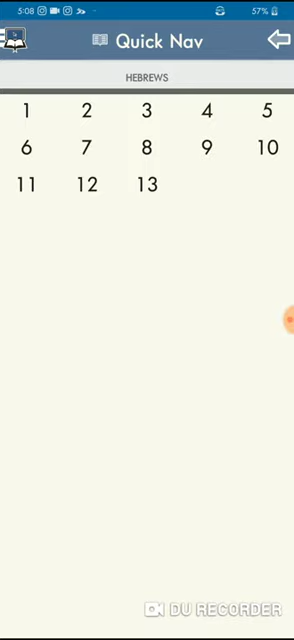 5:08 57%
Quick Nav
HEBREWS
1 2 3 4 5
6 7 8 9 10
11 12 13
DU RECORDER